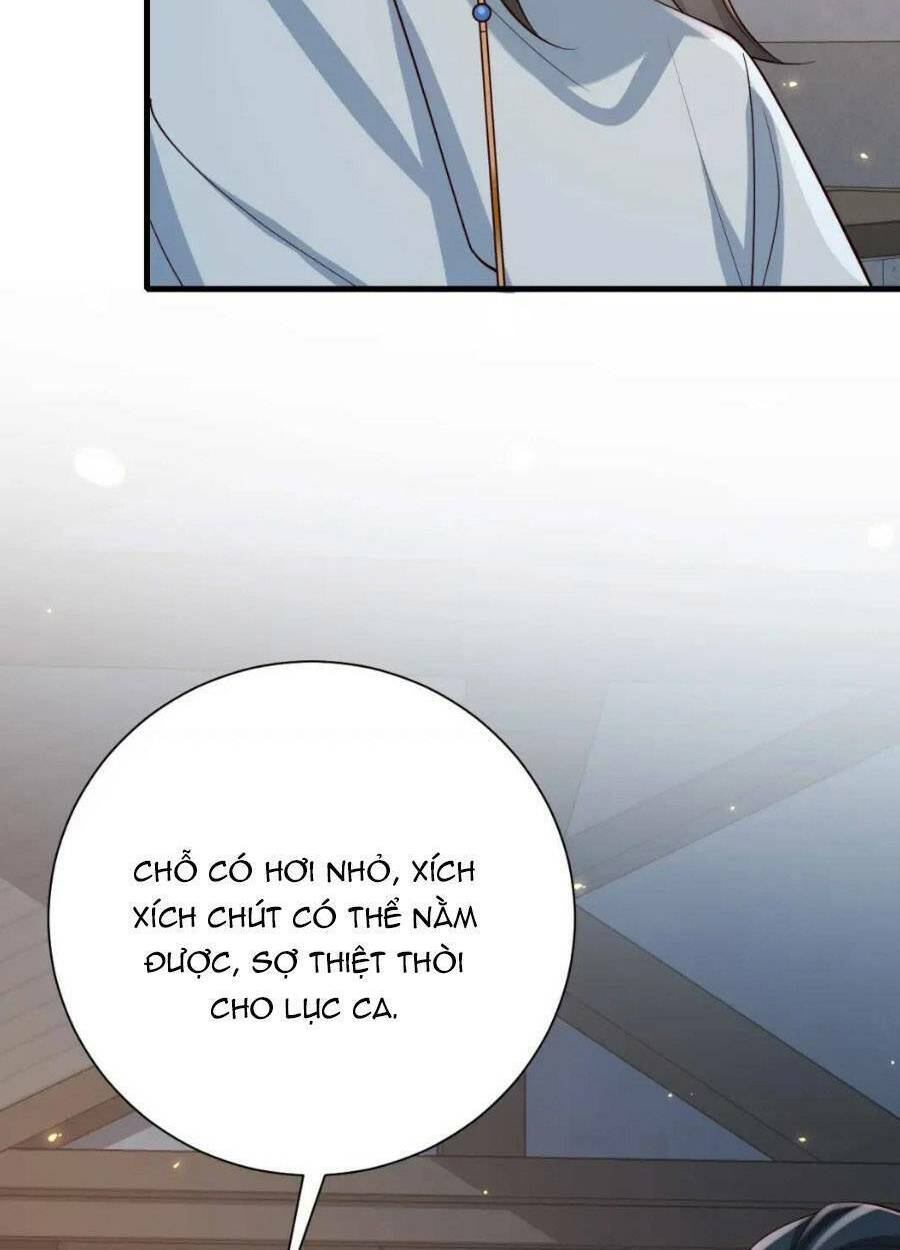 CHỖ CÓ HƠI NHỎ, XÍCH
XÍCH CHÚT CÓ THỂ NẰM
ĐƯỢC, SỢ THIỆT THÒI
CHO LỤC CA.